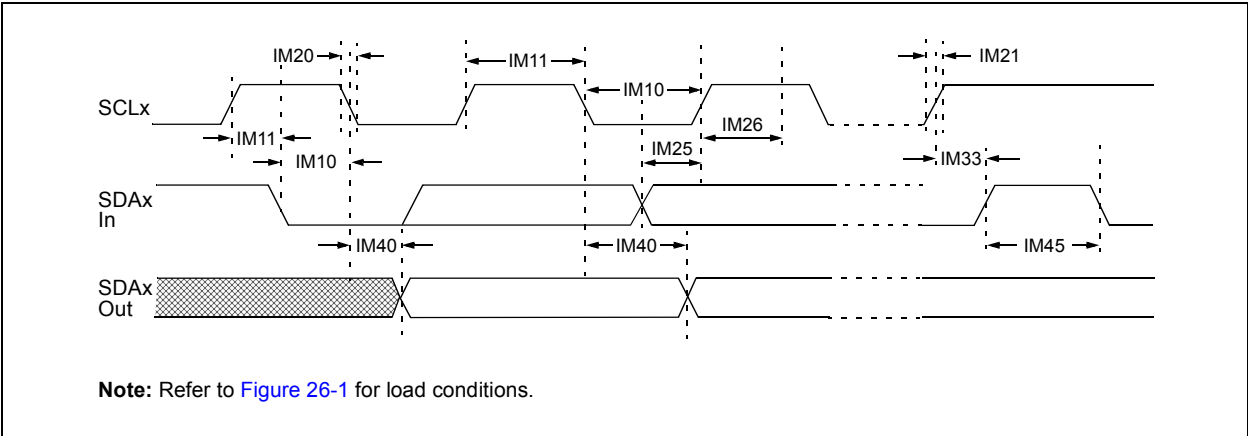 IM20
IM11
IM21
SCLx
IM10
IM11
IM26
IM10
IM25
IM33
SDAx
In
IM40
IM40
IM45
SDAx
Out
Note: Refer to Figure 26-1 for load conditions.